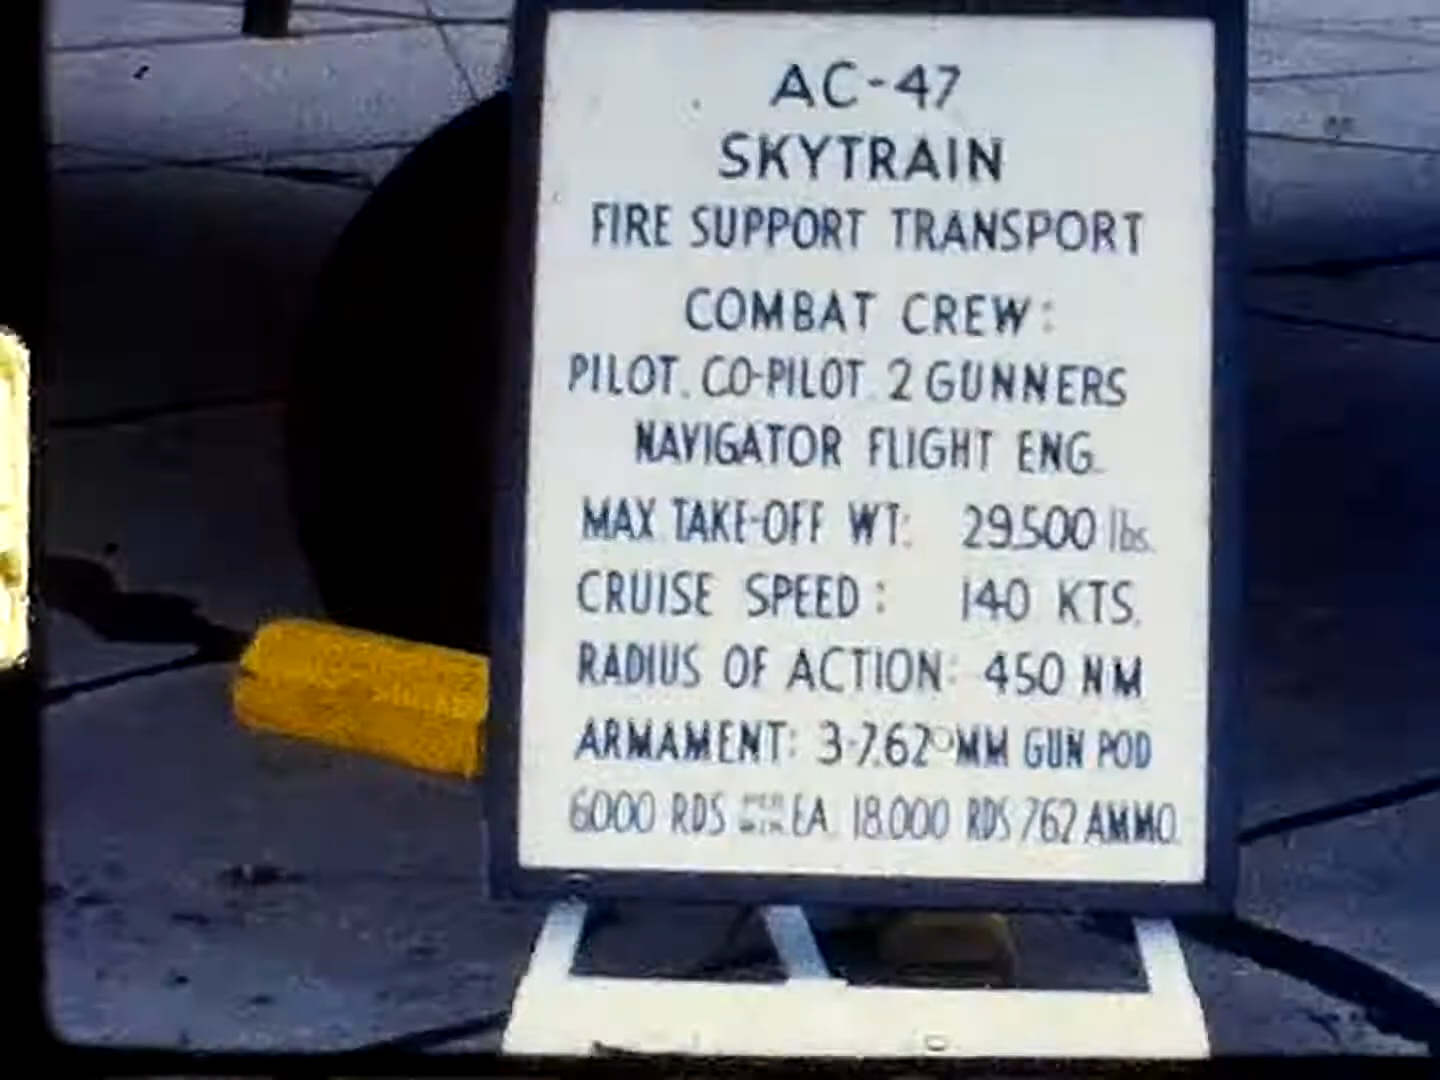 AC-47
SKYTRAIN
FIRE SUPPORT TRANSPORT
COMBAT CREW:
PILOT. CO-PILOT. 2 GUNNERS
NAVIGATOR FLIGHT ENG.
MAX TAKE-OFF WT: 29,500 lbs.
CRUISE SPEED: 140 KTS.
RADIUS OF ACTION: 450 NM
ARMAMENT: 3-7.62 MM GUN POD
6000 RDS PER MIN EA. 18,000 RDS 7.62 AMMO.